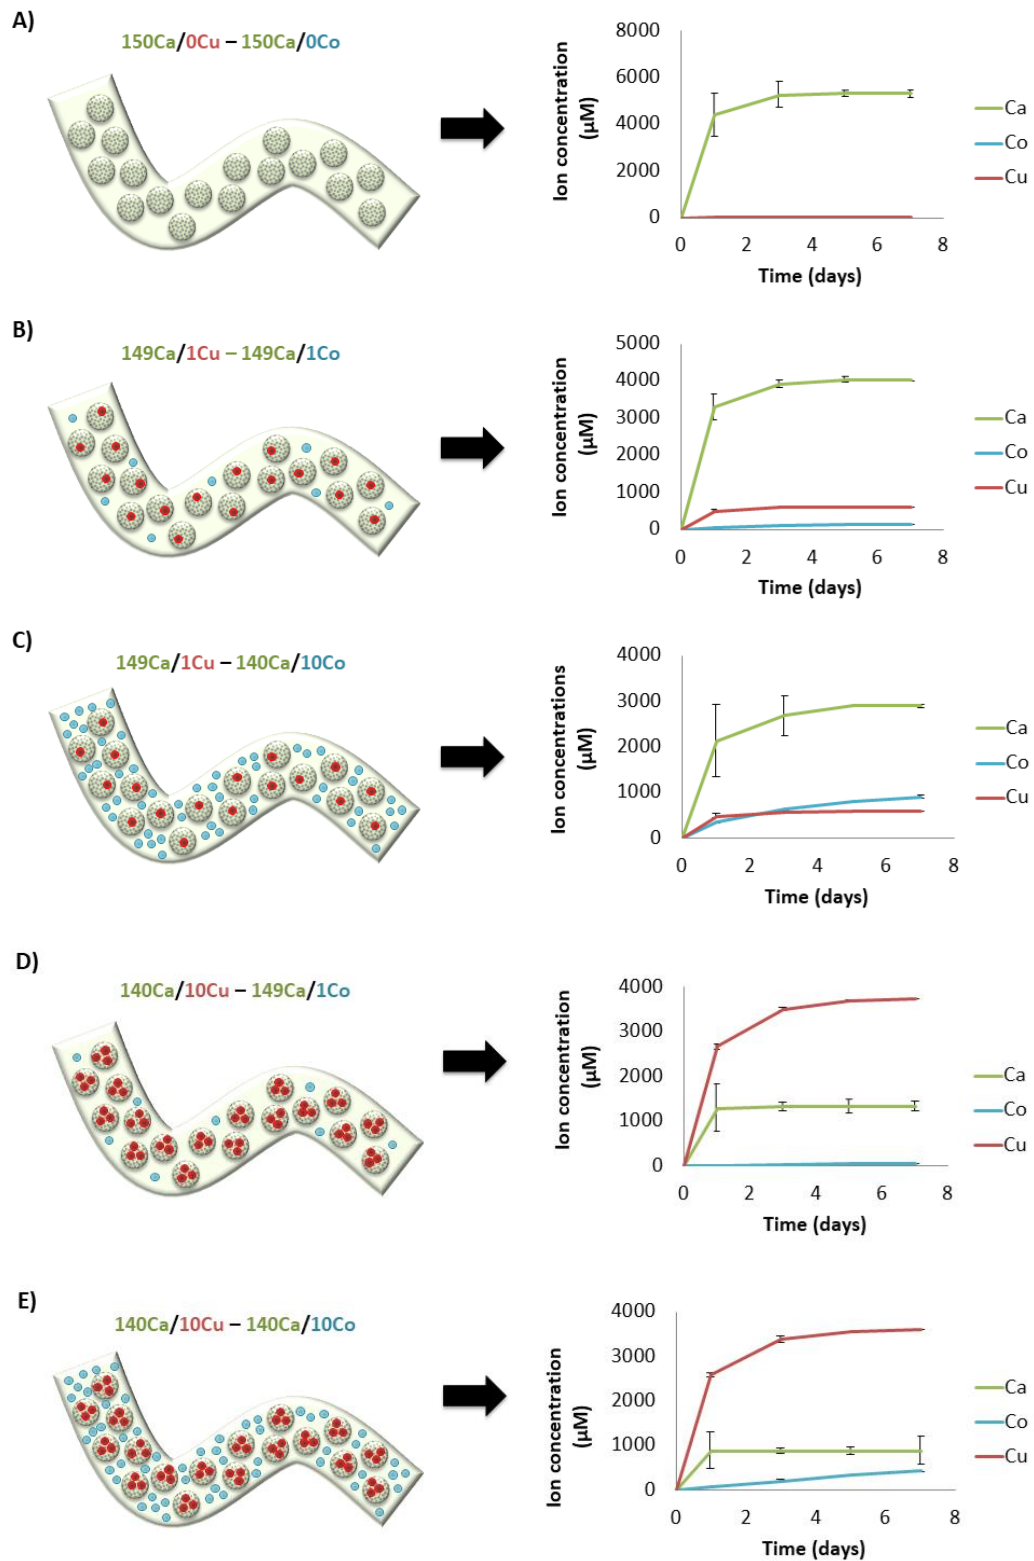 A)
150Ca/0Cu – 150Ca/0Co
Ion concentration
(µM)
8000
6000
4000
2000
0
0 2 4 6 8
Time (days)
Ca
Co
Cu
B)
149Ca/1Cu – 149Ca/1Co
Ion concentration
(µM)
5000
4000
3000
2000
1000
0
0 2 4 6 8
Time (days)
Ca
Co
Cu
C)
149Ca/1Cu – 140Ca/10Co
Ion concentrations
(µM)
4000
3000
2000
1000
0
0 2 4 6 8
Time (days)
Ca
Co
Cu
D)
140Ca/10Cu – 149Ca/1Co
Ion concentration
(µM)
4000
3000
2000
1000
0
0 2 4 6 8
Time (days)
Ca
Co
Cu
E)
140Ca/10Cu – 140Ca/10Co
Ion concentration
(µM)
4000
3000
2000
1000
0
0 2 4 6 8
Time (days)
Ca
Co
Cu